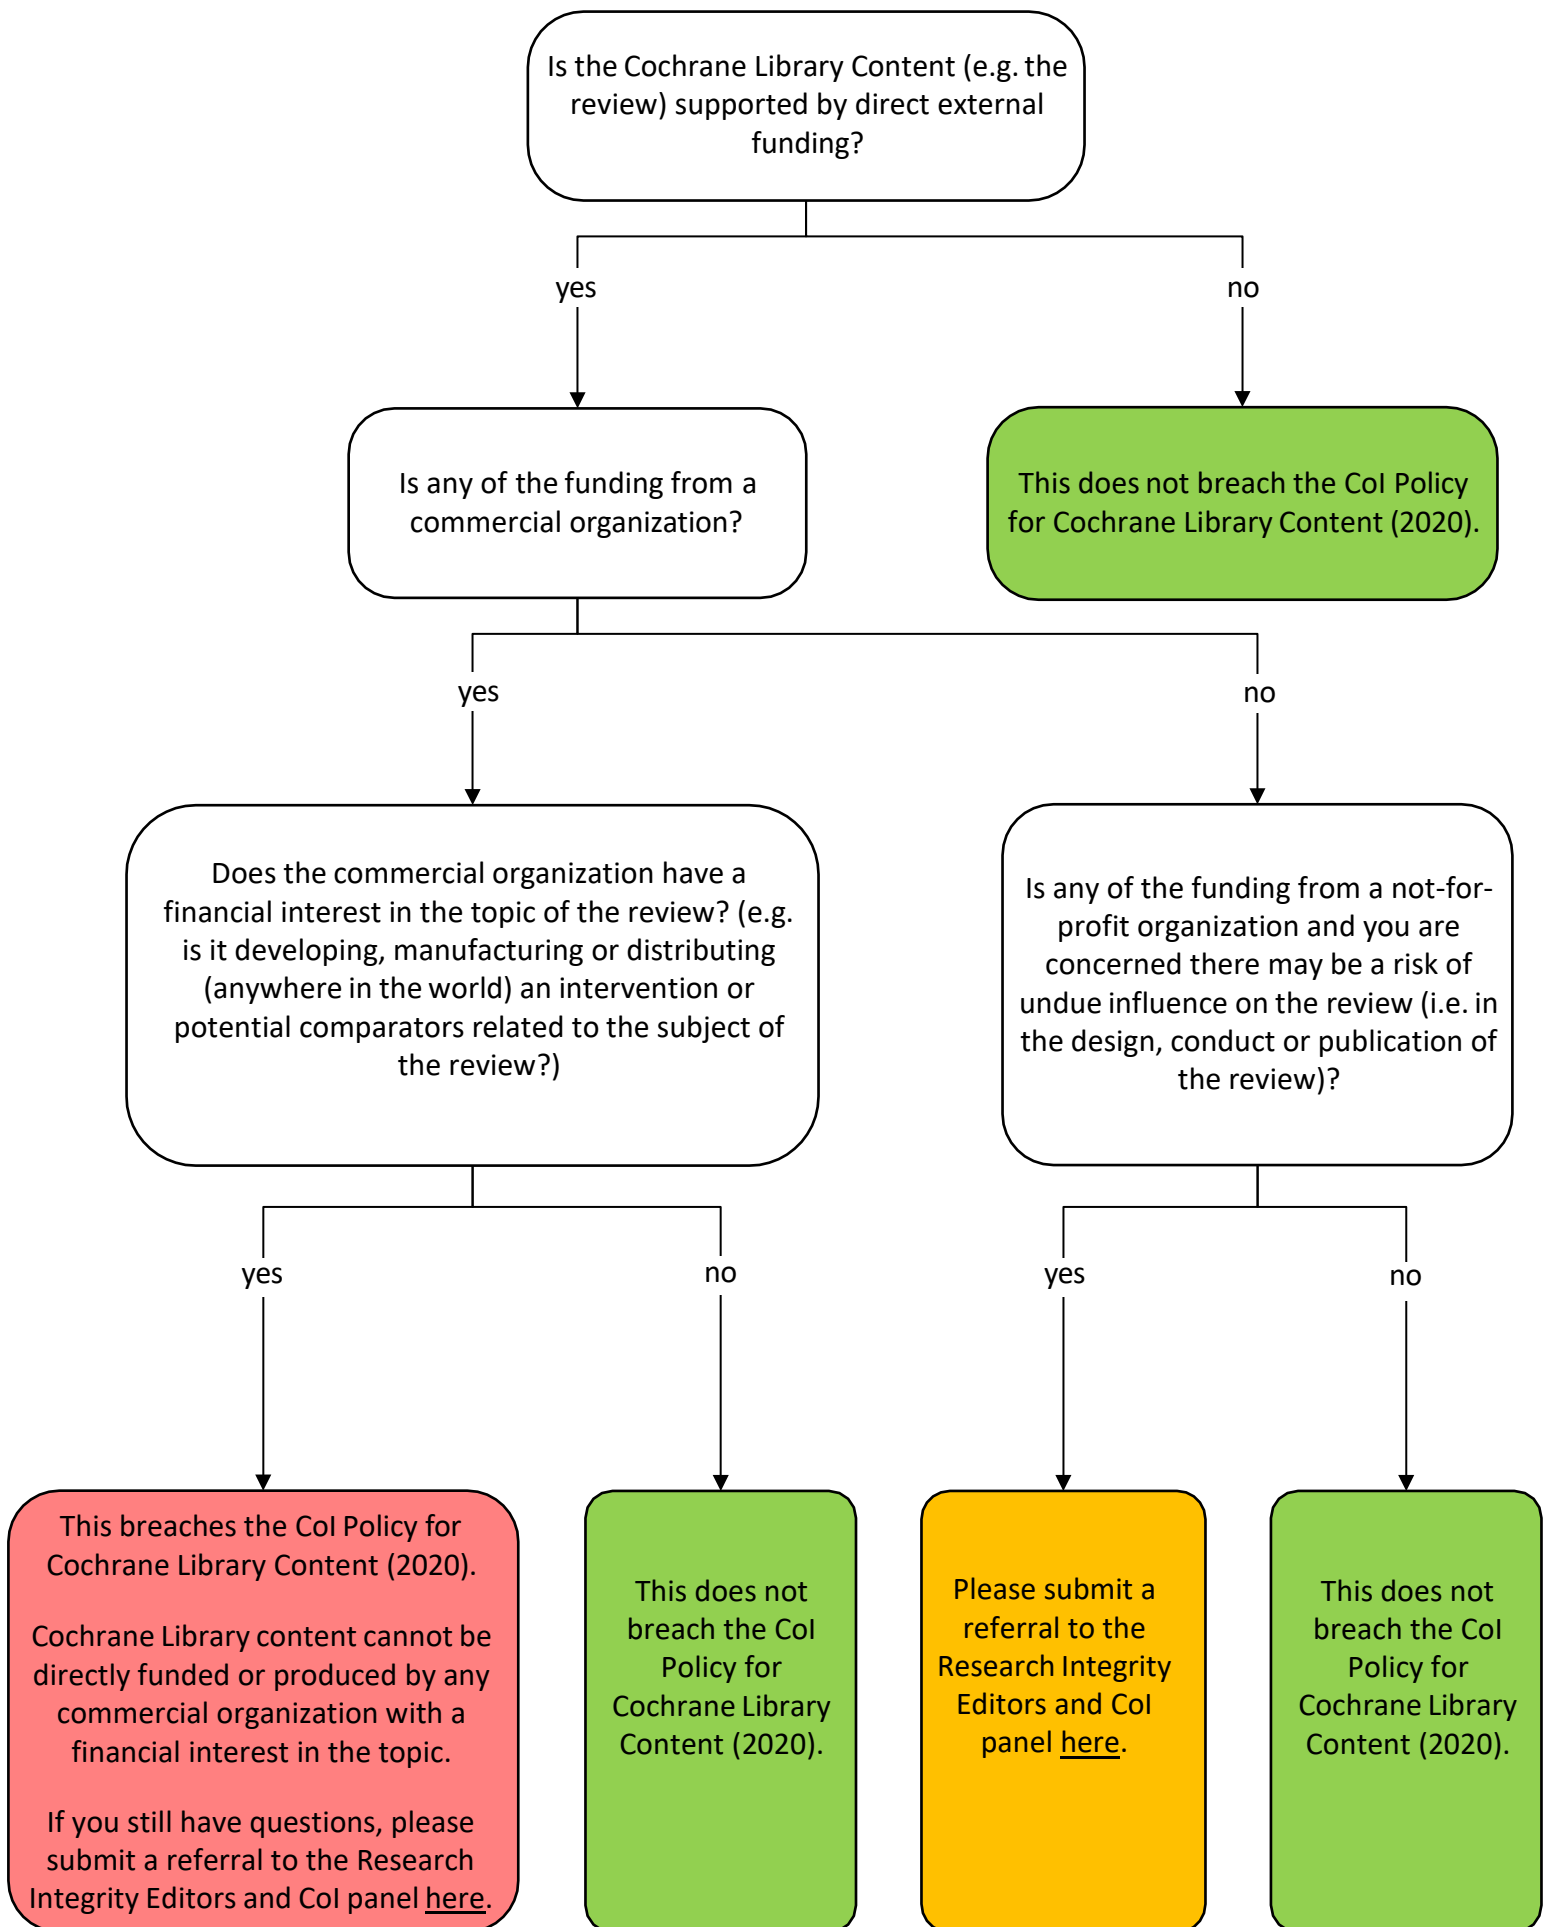 Is the Cochrane Library Content (e.g. the
review) supported by direct external
funding?
yes
no
Is any of the funding from a
commercial organization?
This does not breach the CoI Policy
for Cochrane Library Content (2020).
yes
no
Does the commercial organization have a
financial interest in the topic of the review? (e.g.
is it developing, manufacturing or distributing
(anywhere in the world) an intervention or
potential comparators related to the subject of
the review?)
Is any of the funding from a not-for-
profit organization and you are
concerned there may be a risk of
undue influence on the review (i.e. in
the design, conduct or publication of
the review)?
yes
no
yes
no
This breaches the CoI Policy for
Cochrane Library Content (2020).
Cochrane Library content cannot be
directly funded or produced by any
commercial organization with a
financial interest in the topic.
If you still have questions, please
submit a referral to the Research
Integrity Editors and CoI panel here.
This does not
breach the CoI
Policy for
Cochrane Library
Content (2020).
Please submit a
referral to the
Research Integrity
Editors and CoI
panel here.
This does not
breach the CoI
Policy for
Cochrane Library
Content (2020).